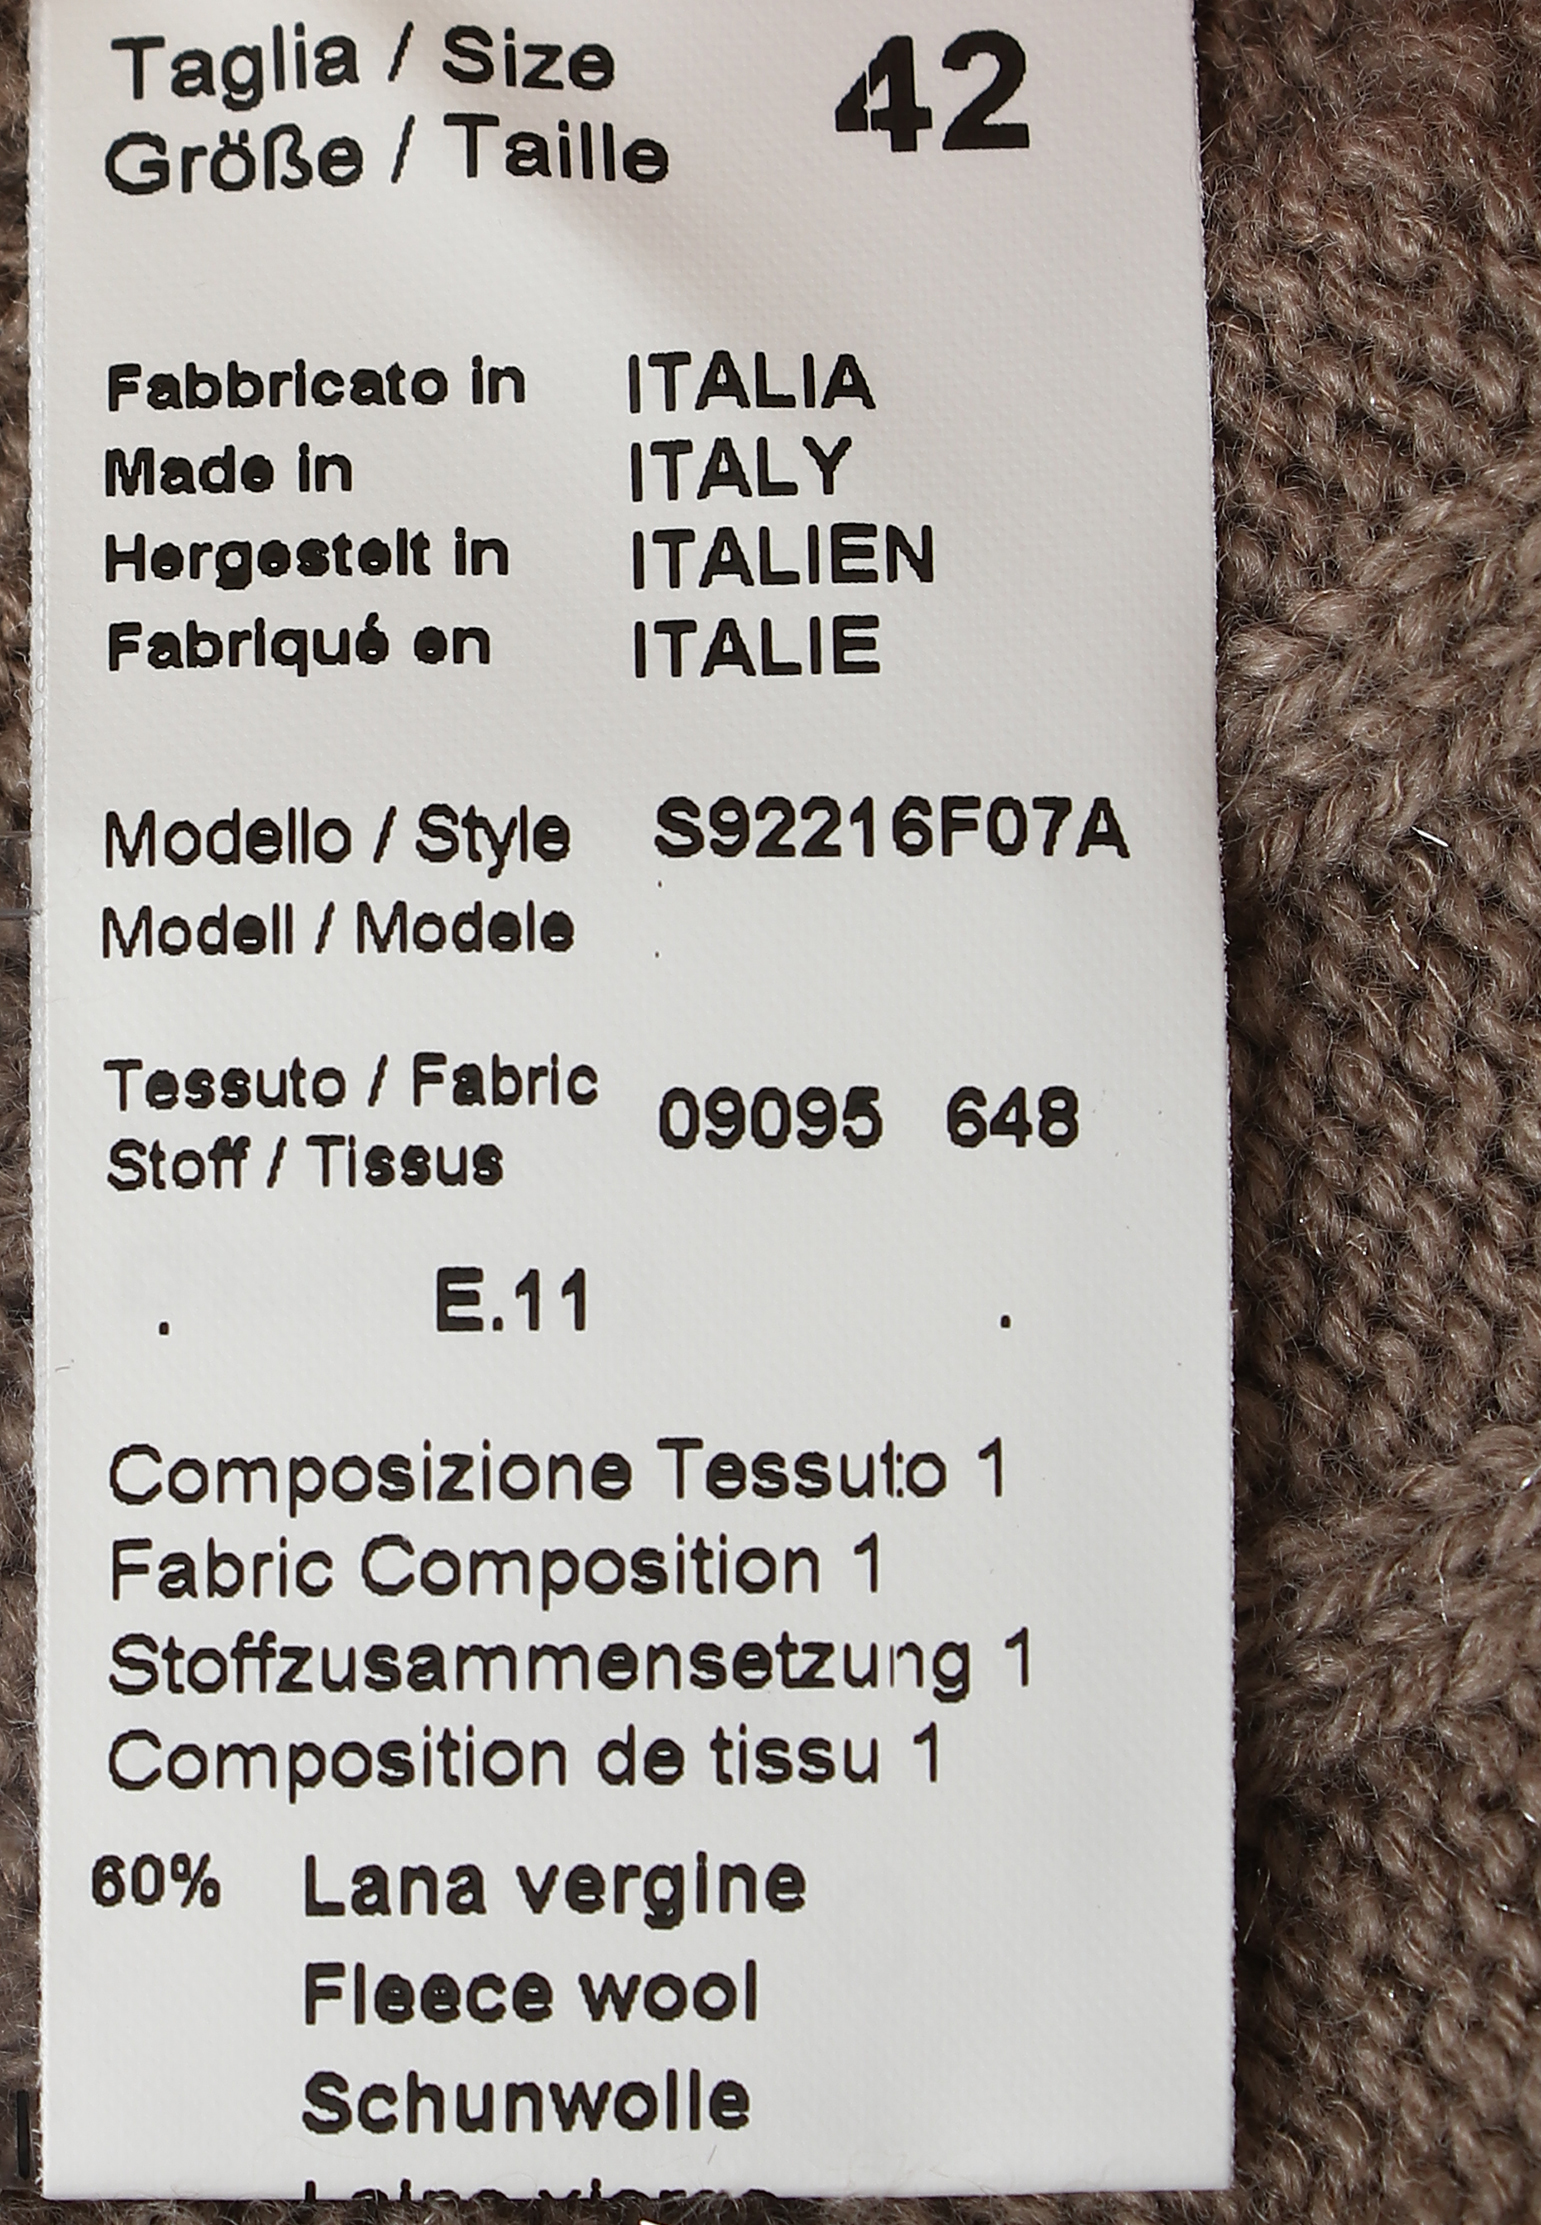 Taglia / Size 42
Größe / Taille
Fabbricato in ITALIA
Made in ITALY
Hergestelt in ITALIEN
Fabriqué en ITALIE
Modello / Style S92216F07A
Modell / Modele
Tessuto / Fabric 09095 648
Stoff / Tissus
. E.11 .
Composizione Tessuto 1
Fabric Composition 1
Stoffzusammensetzung 1
Composition de tissu 1
60% Lana vergine
Fleece wool
Schunwolle